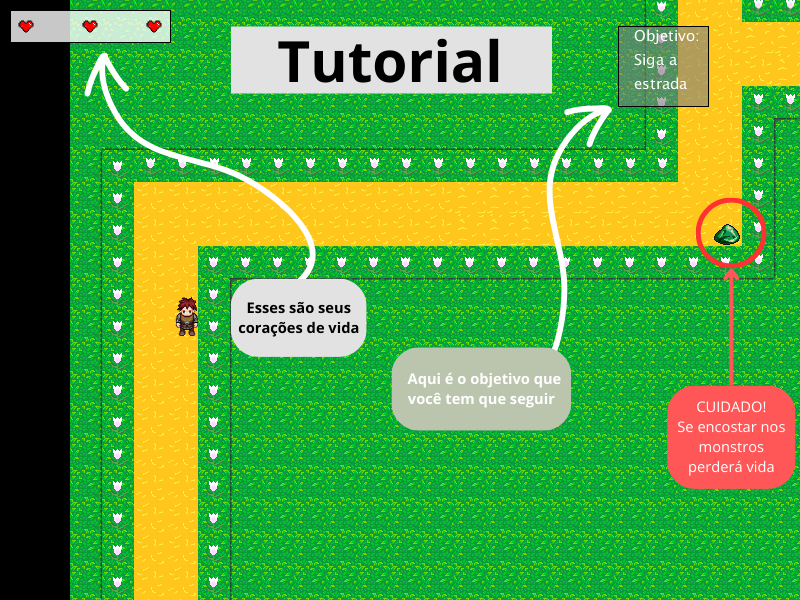 Tutorial
Objetivo:
Siga a
estrada
Esses são seus
corações de vida
Aqui é o objetivo que
você tem que seguir
CUIDADO!
Se encostar nos
monstros
perderá vida